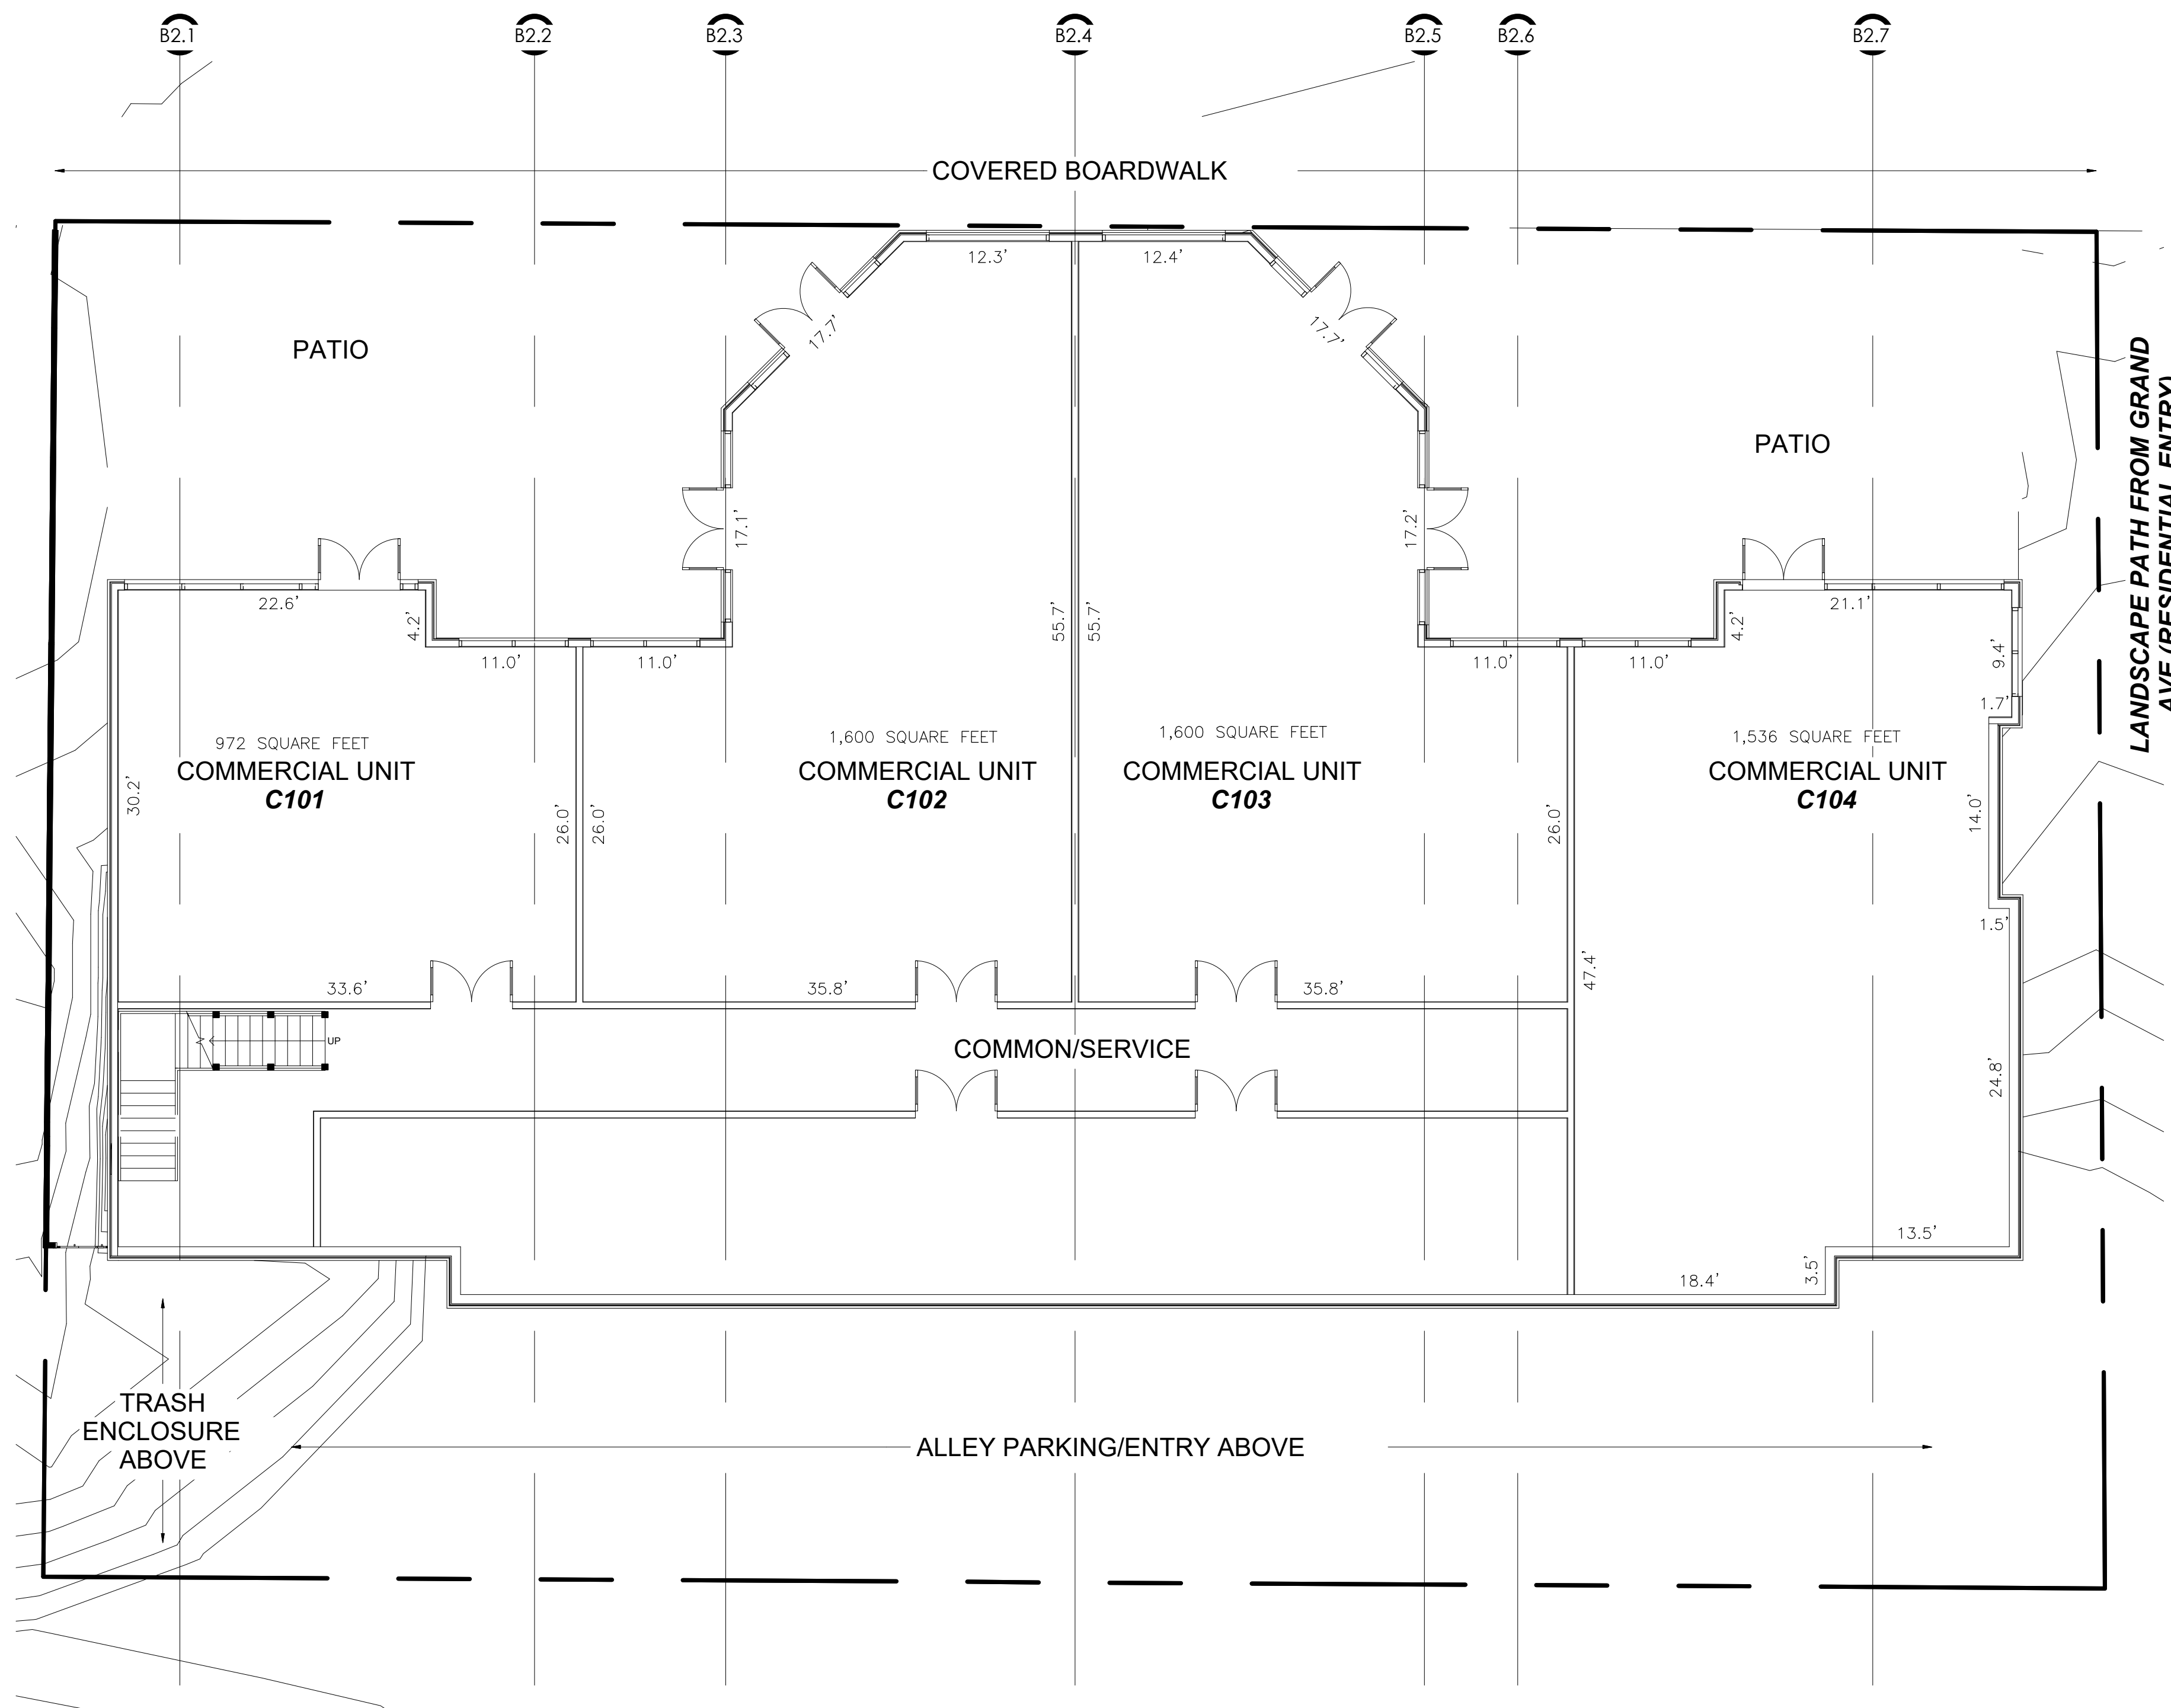 B2.1 B2.2 B2.3 B2.4 B2.5 B2.6 B2.7
COVERED BOARDWALK
12.3' 12.4'
17.7' 17.7'
PATIO
PATIO
LANDSCAPE PATH FROM GRAND
AVE (RESIDENTIAL ENTRY)
17.1' 17.2'
22.6' 4.2' 55.7' 55.7' 4.2' 21.1'
11.0' 11.0' 11.0' 11.0' 9.4'
1.7'
972 SQUARE FEET
COMMERCIAL UNIT
C101
1,600 SQUARE FEET
COMMERCIAL UNIT
C102
1,600 SQUARE FEET
COMMERCIAL UNIT
C103
1,536 SQUARE FEET
COMMERCIAL UNIT
C104
30.2' 26.0' 26.0' 26.0' 14.0'
1.5'
33.6' 35.8' 35.8' 47.4'
UP
COMMON/SERVICE
24.8'
13.5'
18.4' 3.5'
TRASH
ENCLOSURE
ABOVE
ALLEY PARKING/ENTRY ABOVE